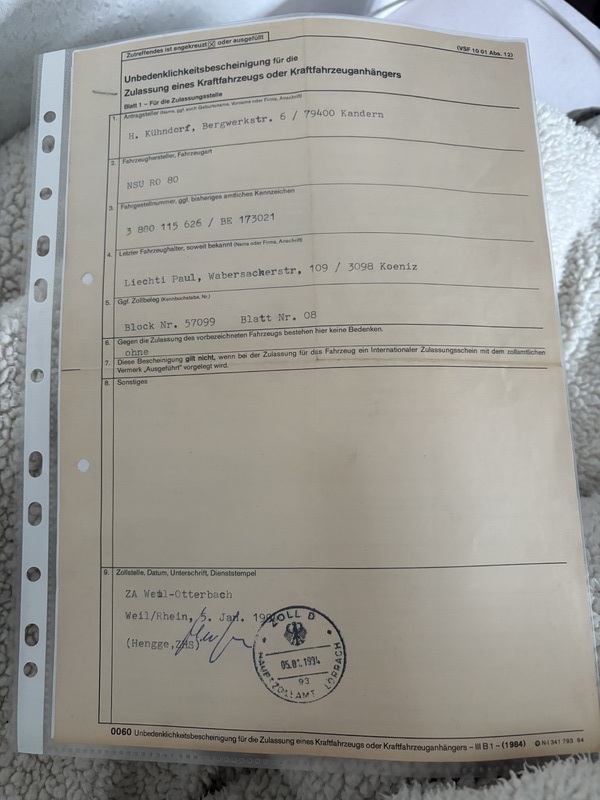 Zutreffendes ist angekreuzt ☒ oder ausgefüllt
(VSF 10 01 Abs. 12)
Unbedenklichkeitsbescheinigung für die
Zulassung eines Kraftfahrzeugs oder Kraftfahrzeuganhängers
Blatt 1 – Für die Zulassungsstelle
1. Antragsteller (Name, ggf. auch Geburtsname, Vorname oder Firma, Anschrift)
H. Kühndorf, Bergwerkstr. 6 / 79400 Kandern
2. Fahrzeughersteller, Fahrzeugart
NSU RO 80
3. Fahrgestellnummer, ggf. bisheriges amtliches Kennzeichen
3 800 115 626 / BE 173021
4. Letzter Fahrzeughalter, soweit bekannt (Name oder Firma, Anschrift)
Liechti Paul, Wabersackerstr. 109 / 3098 Koeniz
5. Ggf. Zollbeleg (Kennbuchstabe, Nr.)
Block Nr. 57099 Blatt Nr. 08
6. Gegen die Zulassung des vorbezeichneten Fahrzeugs bestehen hier keine Bedenken.
ohne
7. Diese Bescheinigung gilt nicht, wenn bei der Zulassung für das Fahrzeug ein Internationaler Zulassungsschein mit dem zollamtlichen
Vermerk „Ausgeführt" vorgelegt wird.
8. Sonstiges
9. Zollstelle, Datum, Unterschrift, Dienststempel
ZA Weil-Otterbach
Weil/Rhein, 5. Jan.
(Hengge, ZHS)
ZOLL D
05.01.1994
93
HAUPTZOLLAMT LÖRRACH
0060 Unbedenklichkeitsbescheinigung für die Zulassung eines Kraftfahrzeugs oder Kraftfahrzeuganhängers – III B 1 – (1984)